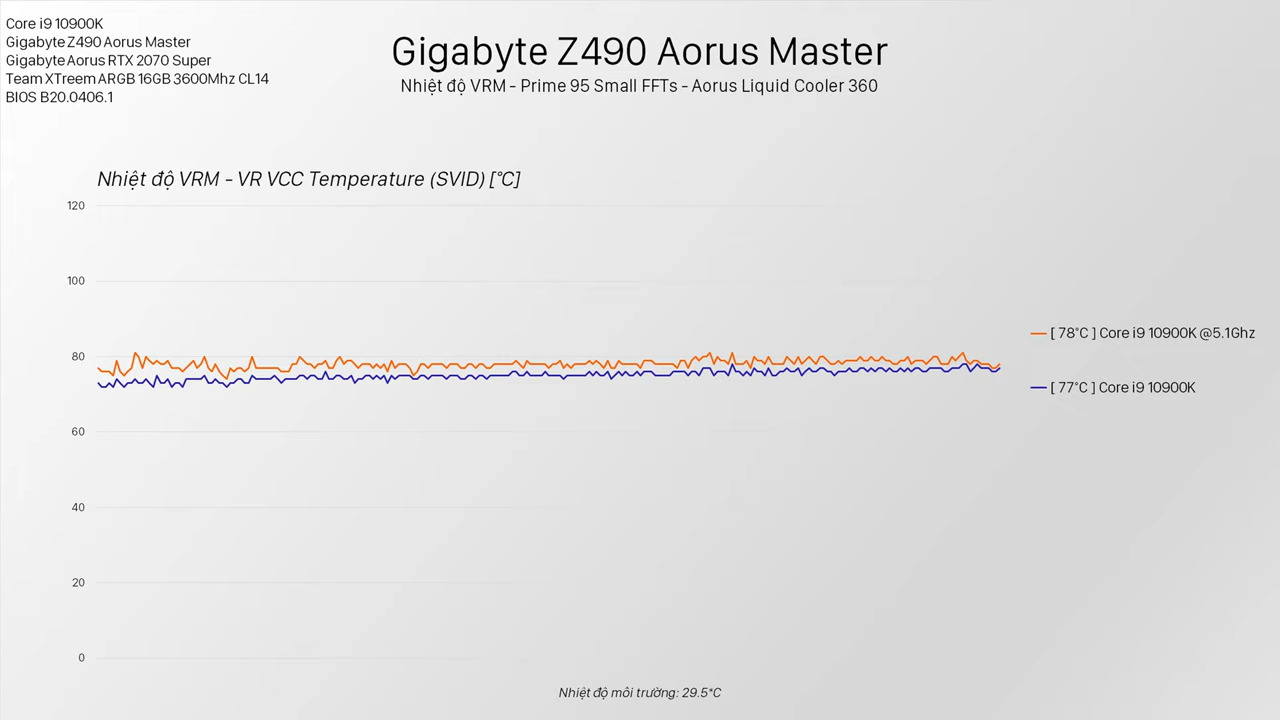 Core i9 10900K
Gigabyte Z490 Aorus Master
Gigabyte Aorus RTX 2070 Super
Team XTreem ARGB 16GB 3600Mhz CL14
BIOS B20.0406.1
Gigabyte Z490 Aorus Master
Nhiệt độ VRM - Prime 95 Small FFTs - Aorus Liquid Cooler 360
Nhiệt độ VRM - VR VCC Temperature (SVID) [°C]
120
100
80
60
40
20
0
[ 78°C ] Core i9 10900K @5.1Ghz
[ 77°C ] Core i9 10900K
Nhiệt độ môi trường: 29.5*C